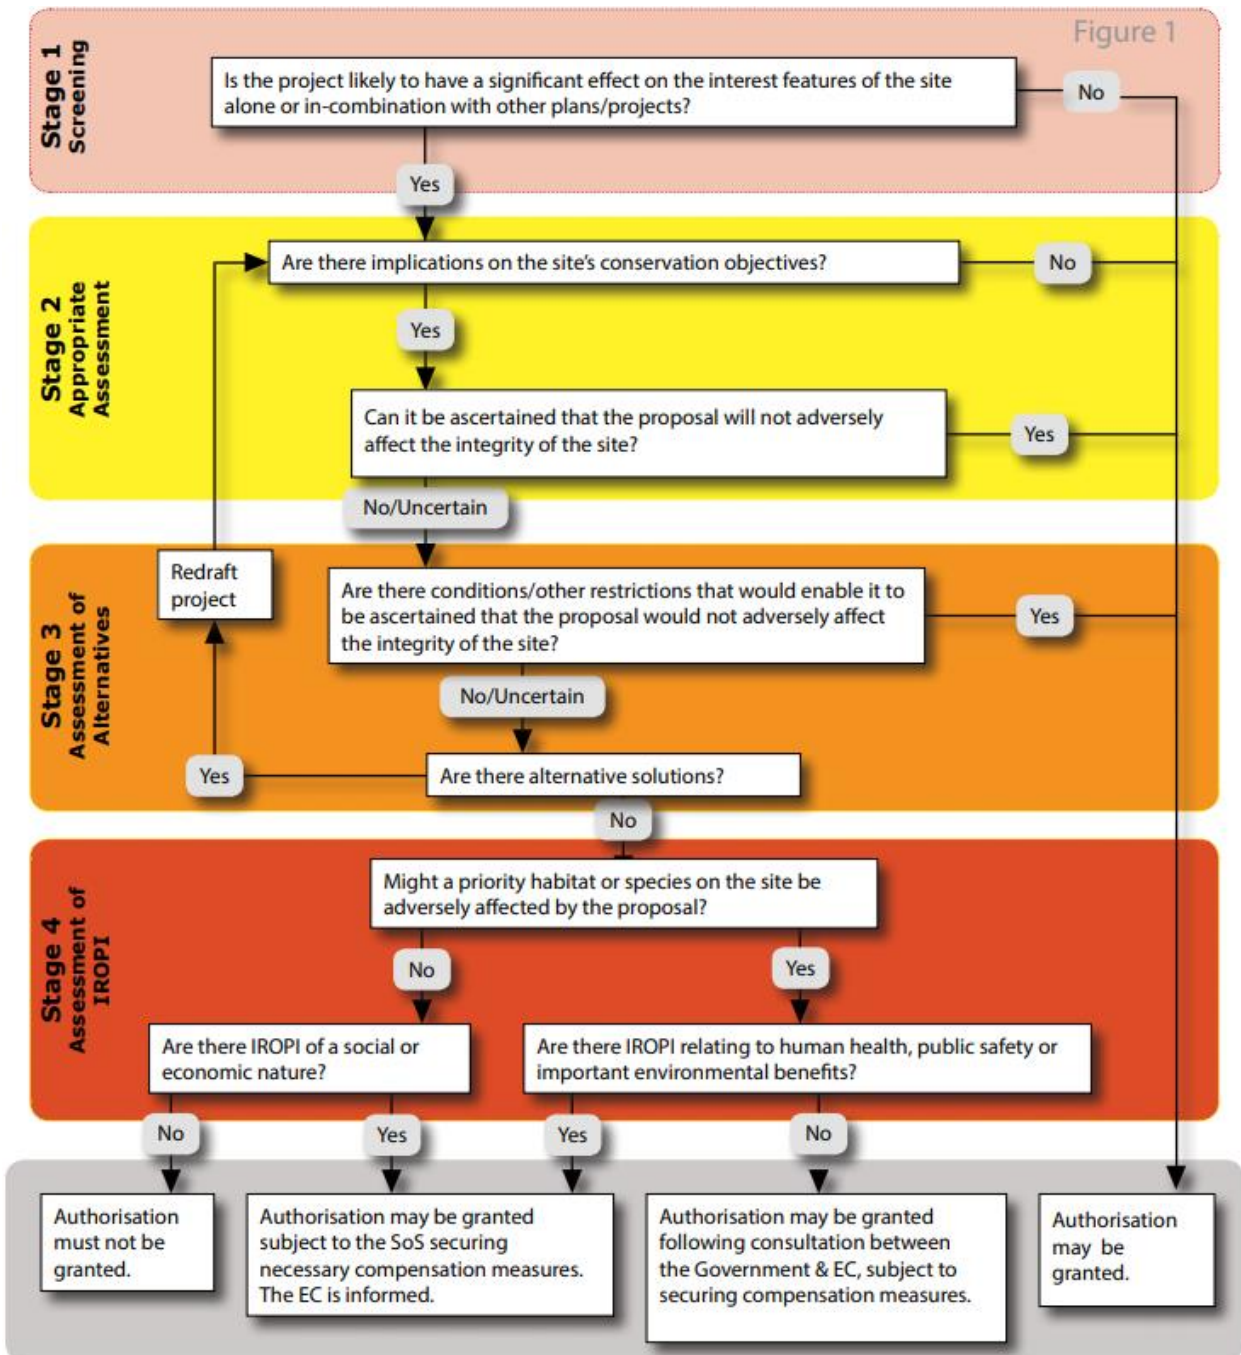 Figure 1
Stage 1
Screening
Is the project likely to have a significant effect on the interest features of the site
alone or in-combination with other plans/projects?
No
Yes
Stage 2
Appropriate
Assessment
Are there implications on the site's conservation objectives?
No
Yes
Can it be ascertained that the proposal will not adversely
affect the integrity of the site?
Yes
No/Uncertain
Stage 3
Assessment of
Alternatives
Redraft
project
Are there conditions/other restrictions that would enable it to
be ascertained that the proposal would not adversely affect
the integrity of the site?
Yes
No/Uncertain
Are there alternative solutions?
Yes
No
Stage 4
Assessment of
IROPI
Might a priority habitat or species on the site be
adversely affected by the proposal?
No
Yes
Are there IROPI of a social or
economic nature?
Are there IROPI relating to human health, public safety or
important environmental benefits?
No
Yes
Yes
No
Authorisation
must not be
granted.
Authorisation may be granted
subject to the SoS securing
necessary compensation measures.
The EC is informed.
Authorisation may be granted
following consultation between
the Government & EC, subject to
securing compensation measures.
Authorisation
may be
granted.